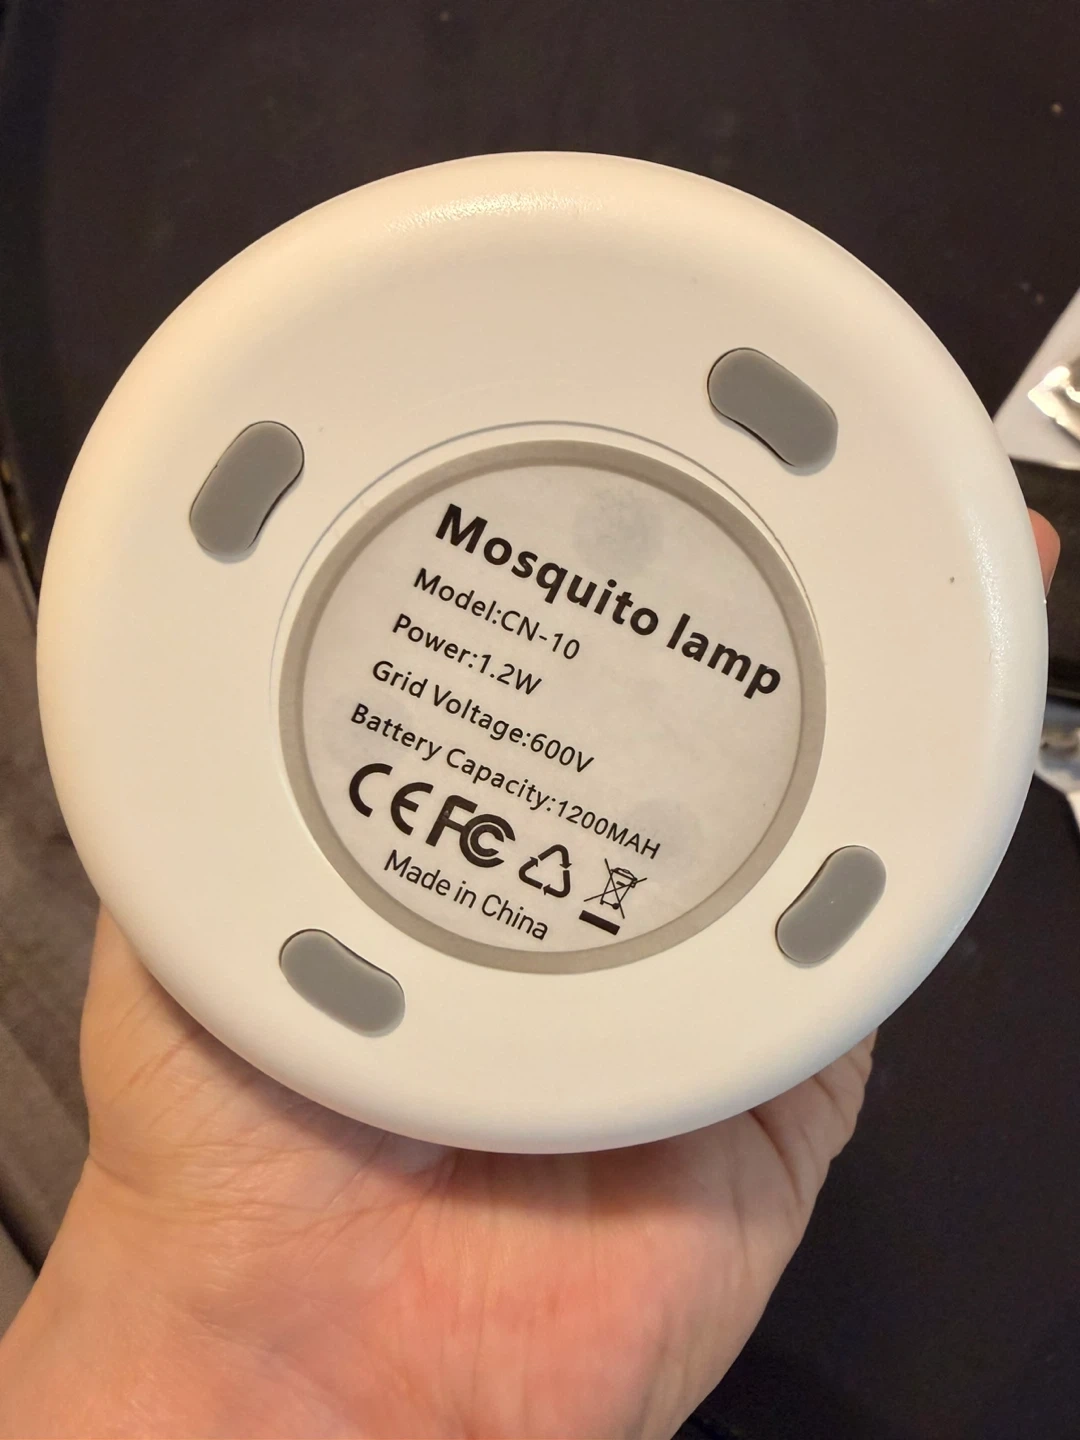 Mosquito lamp
Model:CN-10
Power:1.2W
Grid Voltage:600V
Battery Capacity:1200MAH
CE FC
Made in China